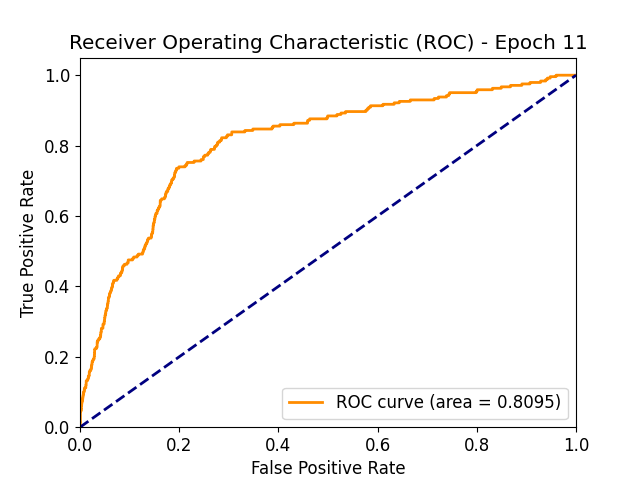 Receiver Operating Characteristic (ROC) - Epoch 11
True Positive Rate
1.0
0.8
0.6
0.4
0.2
0.0
ROC curve (area = 0.8095)
0.0 0.2 0.4 0.6 0.8 1.0
False Positive Rate